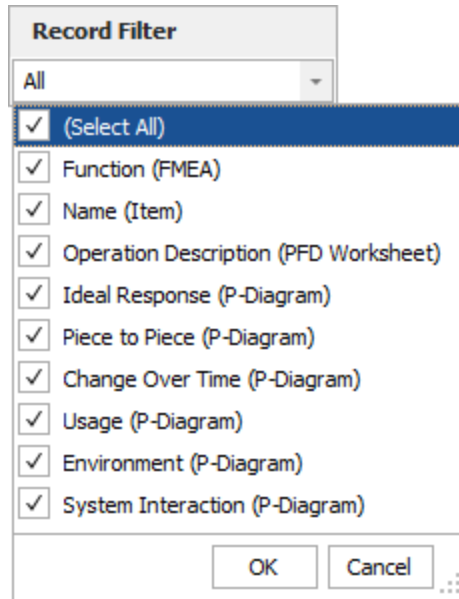 Record Filter
All
(Select All)
Function (FMEA)
Name (Item)
Operation Description (PFD Worksheet)
Ideal Response (P-Diagram)
Piece to Piece (P-Diagram)
Change Over Time (P-Diagram)
Usage (P-Diagram)
Environment (P-Diagram)
System Interaction (P-Diagram)
OK Cancel